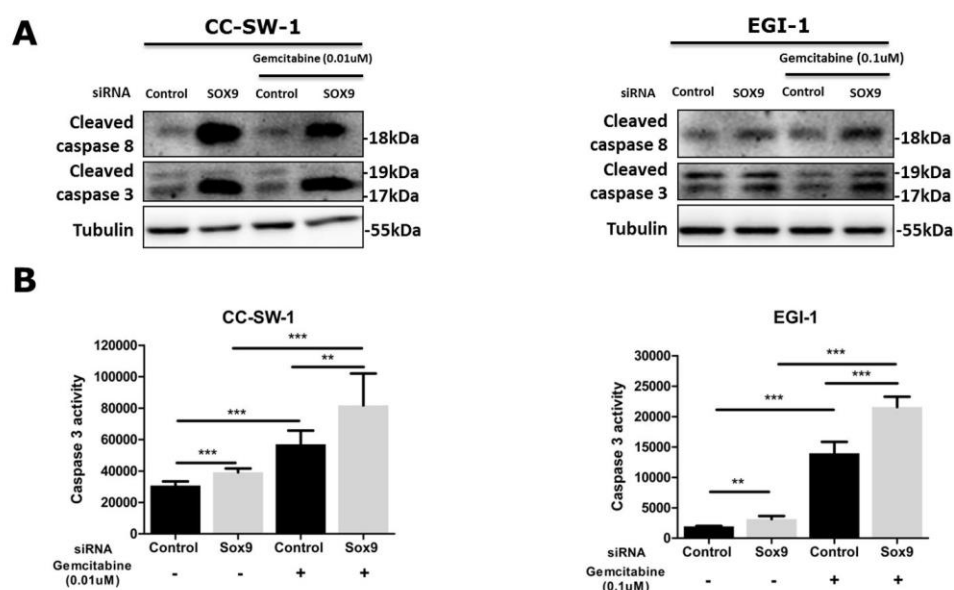 A
CC-SW-1
Gemcitabine (0.01uM)
siRNA Control SOX9 Control SOX9
Cleaved
caspase 8
-18kDa
Cleaved
caspase 3
-19kDa
-17kDa
Tubulin
-55kDa
EGI-1
Gemcitabine (0.1uM)
siRNA Control SOX9 Control SOX9
Cleaved
caspase 8
-18kDa
Cleaved
caspase 3
-19kDa
-17kDa
Tubulin
-55kDa
B
CC-SW-1
Caspase 3 activity
120000
100000
80000
60000
40000
20000
0
***
**
***
***
siRNA Control Sox9 Control Sox9
Gemcitabine
(0.01uM)
- - + +
EGI-1
Caspase 3 activity
30000
25000
20000
15000
10000
5000
0
***
***
***
**
siRNA Control Sox9 Control Sox9
Gemcitabine
(0.1uM)
- - + +